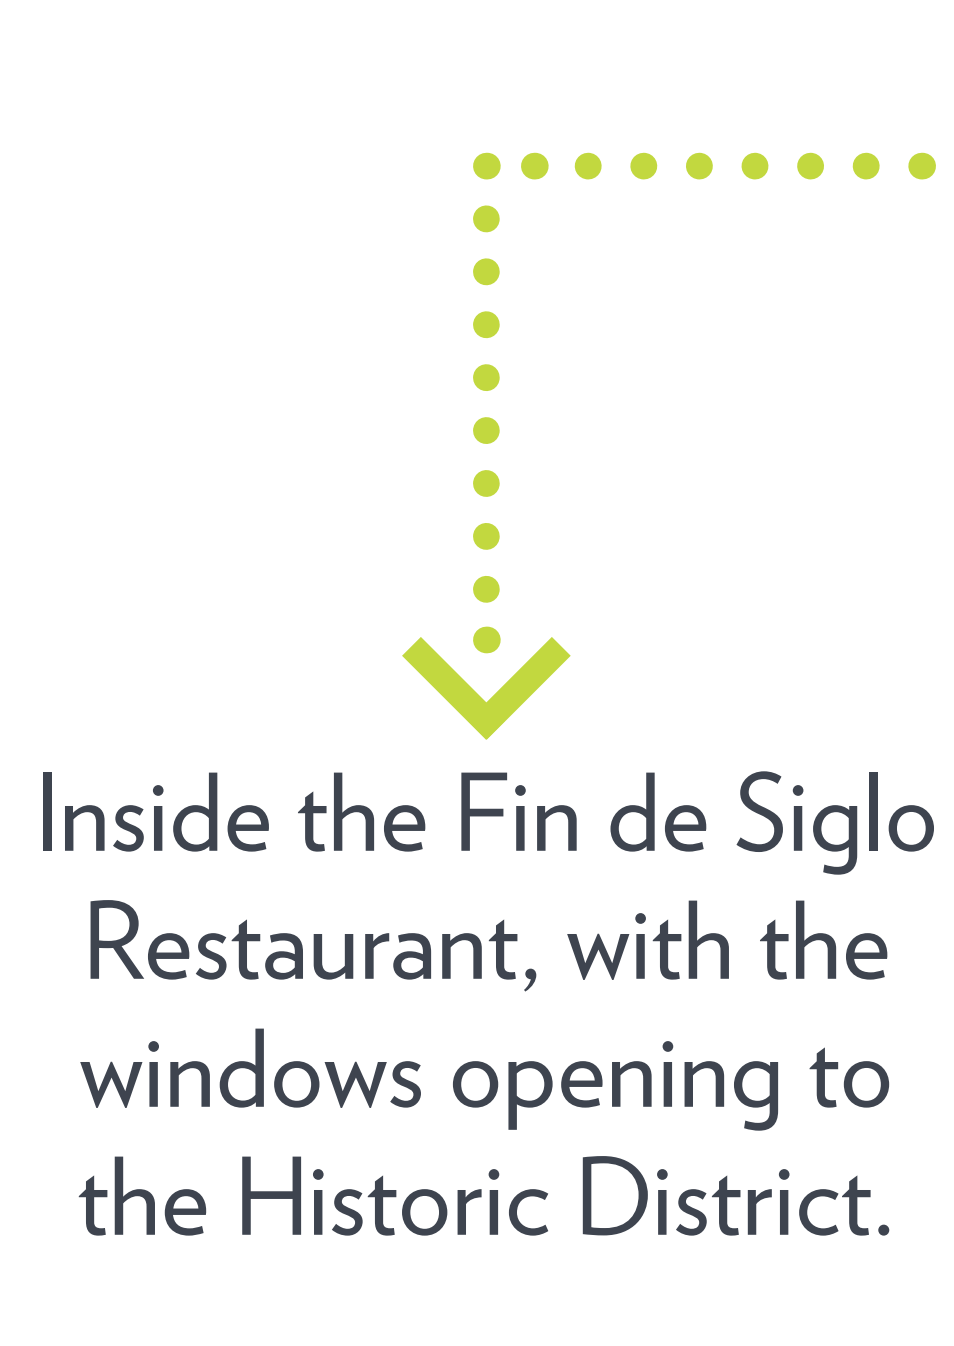 Inside the Fin de Siglo
Restaurant, with the
windows opening to
the Historic District.